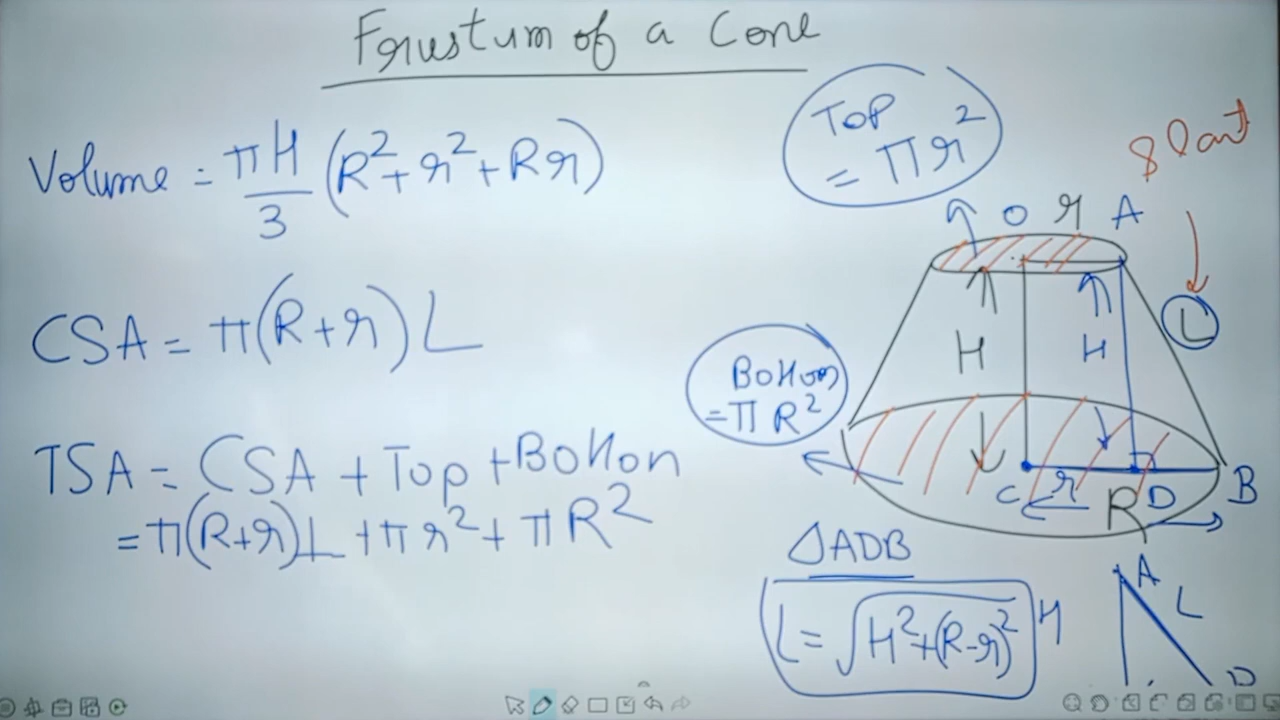 Frustum of a Cone
Volume = πH/3 (R²+r²+Rr)
CSA = π(R+r)L
TSA = CSA + Top + Bottom
= π(R+r)L + πr² + πR²
Top
= πr²
Slant
O r A
H H L
Bottom
= πR²
C r D B
R
△ADB
L = √H²+(R-r)²
H A L
B